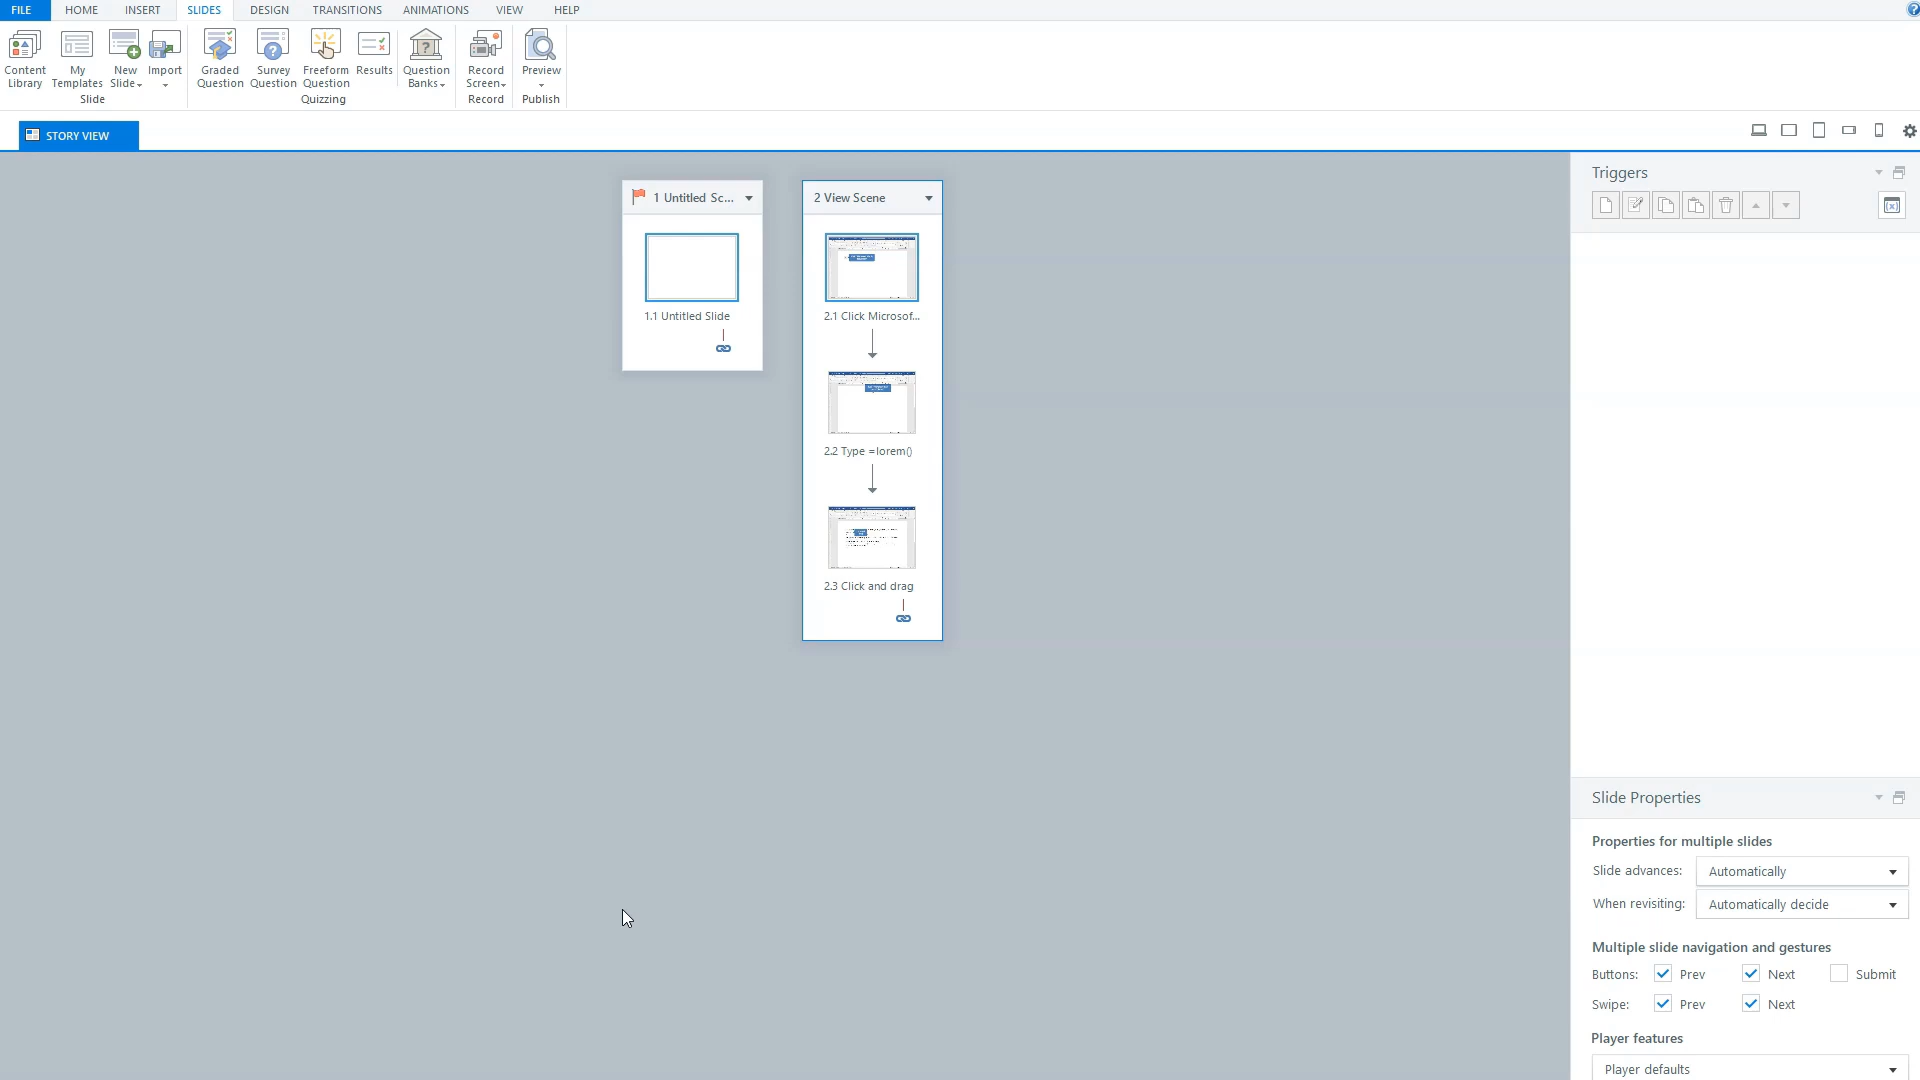 FILE HOME INSERT SLIDES DESIGN TRANSITIONS ANIMATIONS VIEW HELP
Content Library
My Templates
New Slide
Import
Slide
Graded Question
Survey Question
Freeform Question
Results
Question Banks
Quizzing
Record Screen
Record
Preview
Publish
STORY VIEW
1 Untitled Sc...
1.1 Untitled Slide
2 View Scene
2.1 Click Microsof...
2.2 Type =lorem()
2.3 Click and drag
Triggers
Slide Properties
Properties for multiple slides
Slide advances: Automatically
When revisiting: Automatically decide
Multiple slide navigation and gestures
Buttons: Prev Next Submit
Swipe: Prev Next
Player features
Player defaults